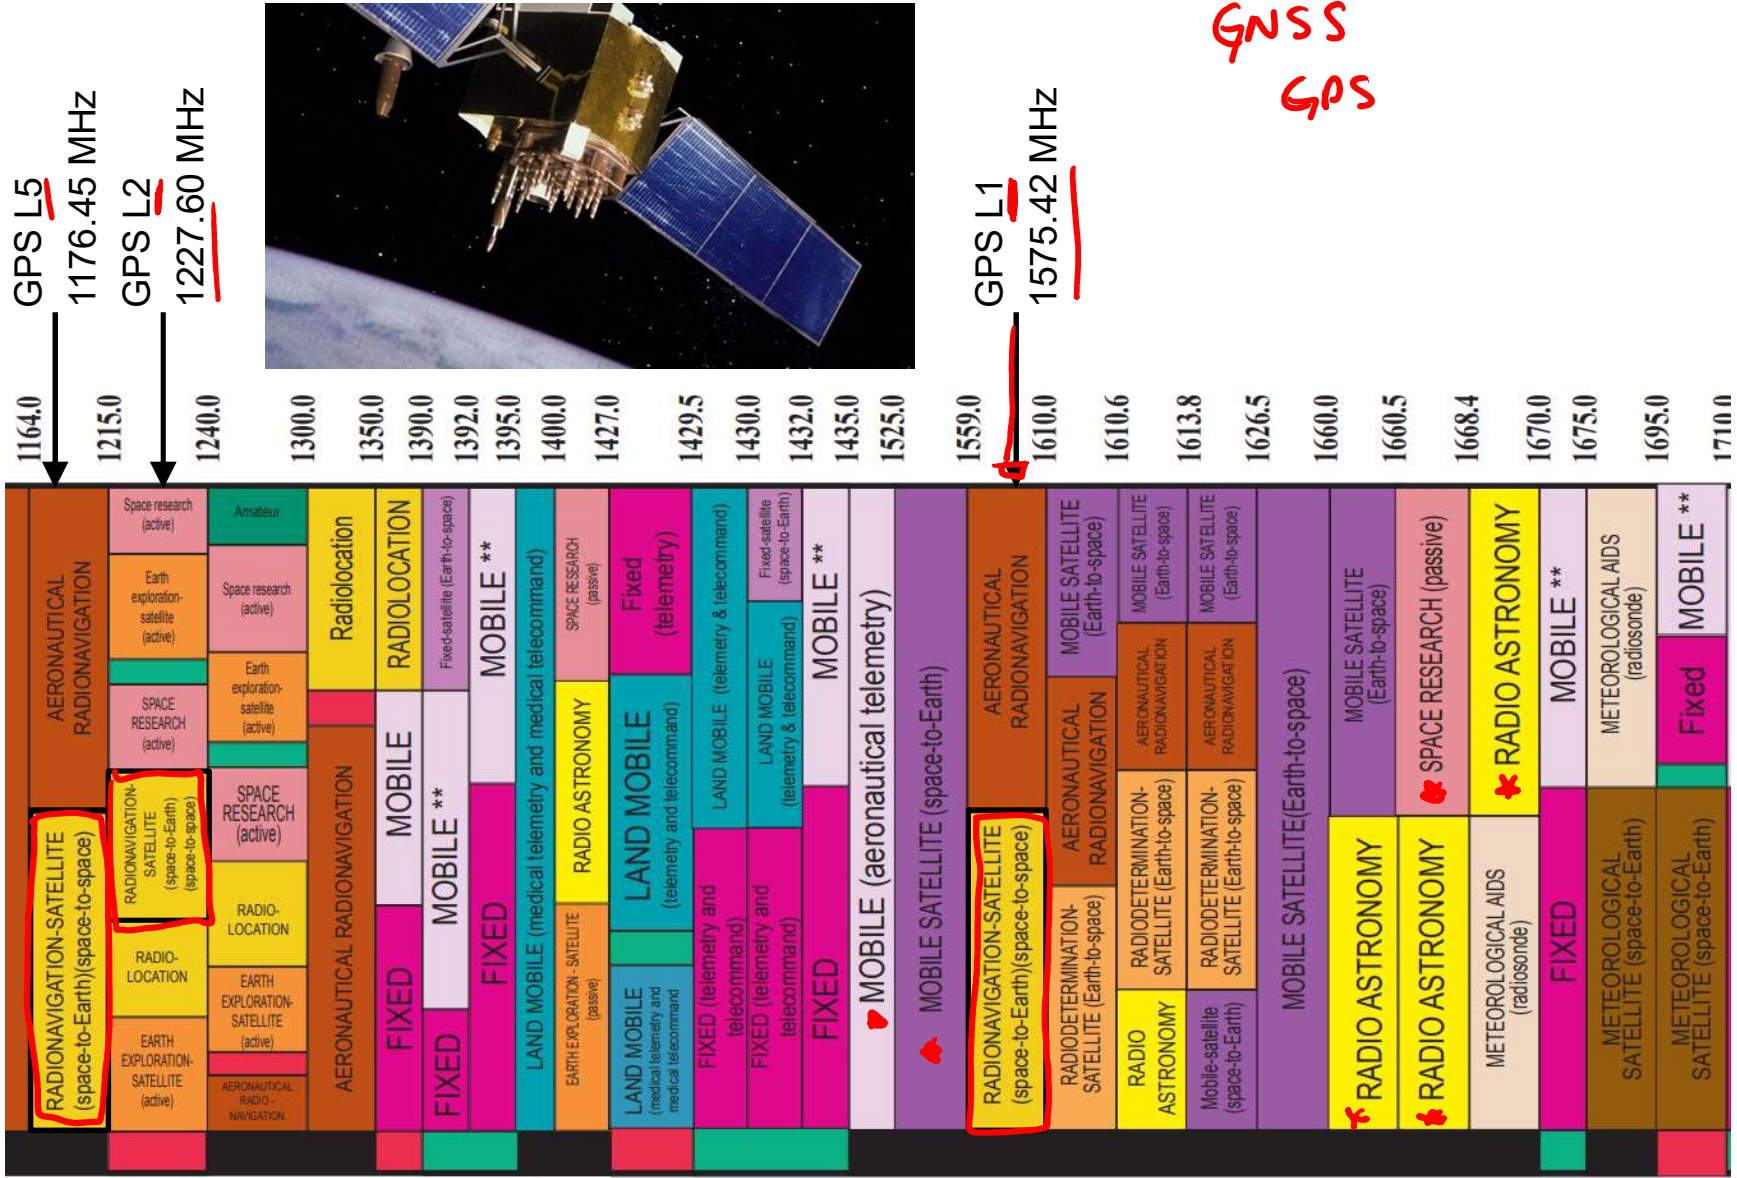 GNSS
GPS
GPS L5
1176.45 MHz
GPS L2
1227.60 MHz
GPS L1
1575.42 MHz
1164.0
1215.0
1240.0
1300.0
1350.0
1390.0
1392.0
1395.0
1400.0
1427.0
1429.5
1430.0
1432.0
1435.0
1525.0
1559.0
1610.0
1610.6
1613.8
1626.5
1660.0
1660.5
1668.4
1670.0
1675.0
1695.0
1710.0
AERONAUTICAL
RADIONAVIGATION
RADIONAVIGATION-SATELLITE
(space-to-Earth)(space-to-space)
Space research
(active)
Earth
exploration-
satellite
(active)
SPACE
RESEARCH
(active)
RADIONAVIGATION-
SATELLITE
(space-to-Earth)
(space-to-space)
RADIO-
LOCATION
EARTH
EXPLORATION-
SATELLITE
(active)
Amateur
Space research
(active)
Earth
exploration-
satellite
(active)
SPACE
RESEARCH
(active)
RADIO-
LOCATION
EARTH
EXPLORATION-
SATELLITE
(active)
AERONAUTICAL
RADIO -
NAVIGATION
Radiolocation
AERONAUTICAL RADIONAVIGATION
RADIOLOCATION
MOBILE
FIXED
Fixed-satellite (Earth-to-space)
MOBILE **
FIXED
MOBILE **
FIXED
LAND MOBILE (medical telemetry and medical telecommand)
SPACE RESEARCH
(passive)
RADIO ASTRONOMY
EARTH EXPLORATION - SATELLITE
(passive)
Fixed
(telemetry)
LAND MOBILE
(telemetry and telecommand)
LAND MOBILE
(medical telemetry and
medical telecommand
LAND MOBILE (telemetry & telecommand)
FIXED (telemetry and
telecommand)
Fixed-satellite
(space-to-Earth)
LAND MOBILE
(telemetry & telecommand)
FIXED (telemetry and
telecommand)
MOBILE **
FIXED
MOBILE (aeronautical telemetry)
MOBILE SATELLITE (space-to-Earth)
AERONAUTICAL
RADIONAVIGATION
RADIONAVIGATION-SATELLITE
(space-to-Earth)(space-to-space)
MOBILE SATELLITE
(Earth-to-space)
AERONAUTICAL
RADIONAVIGATION
RADIODETERMINATION-
SATELLITE (Earth-to-space)
MOBILE SATELLITE
(Earth-to-space)
AERONAUTICAL
RADIONAVIGATION
RADIODETERMINATION-
SATELLITE (Earth-to-space)
RADIO
ASTRONOMY
MOBILE SATELLITE
(Earth-to-space)
AERONAUTICAL
RADIONAVIGATION
RADIODETERMINATION-
SATELLITE (Earth-to-space)
Mobile-satellite
(space-to-Earth)
MOBILE SATELLITE(Earth-to-space)
MOBILE SATELLITE
(Earth-to-space)
RADIO ASTRONOMY
SPACE RESEARCH (passive)
RADIO ASTRONOMY
RADIO ASTRONOMY
METEOROLOGICAL AIDS
(radiosonde)
MOBILE **
FIXED
METEOROLOGICAL AIDS
(radiosonde)
METEOROLOGICAL
SATELLITE (space-to-Earth)
MOBILE **
Fixed
METEOROLOGICAL
SATELLITE (space-to-Earth)